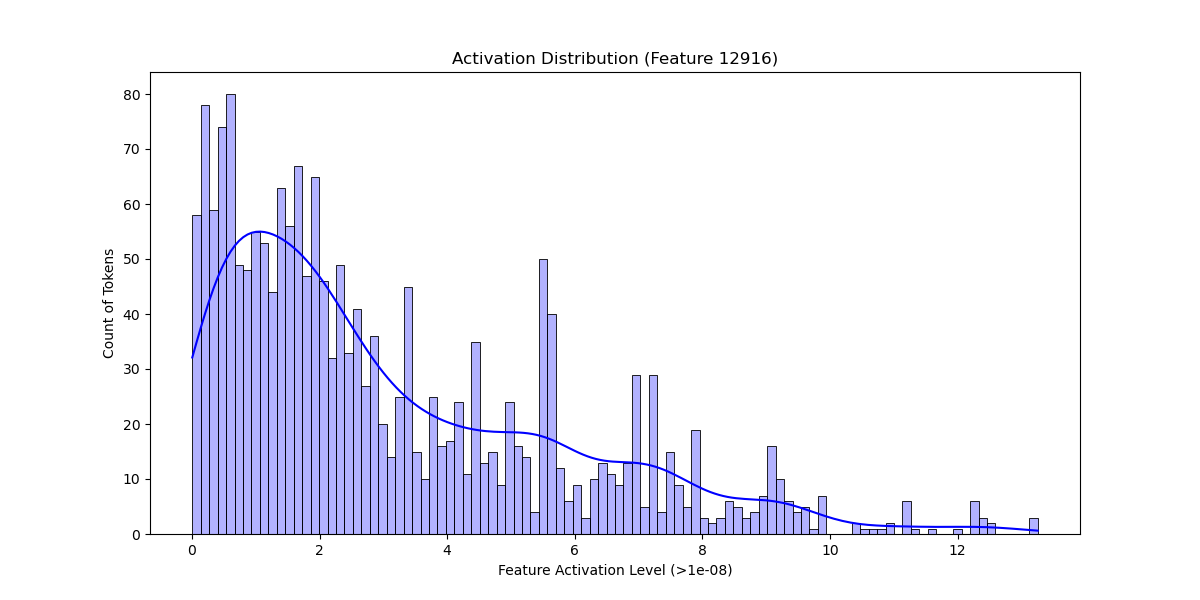 Activation Distribution (Feature 12916)
Count of Tokens
80
70
60
50
40
30
20
10
0
0 2 4 6 8 10 12
Feature Activation Level (>1e-08)